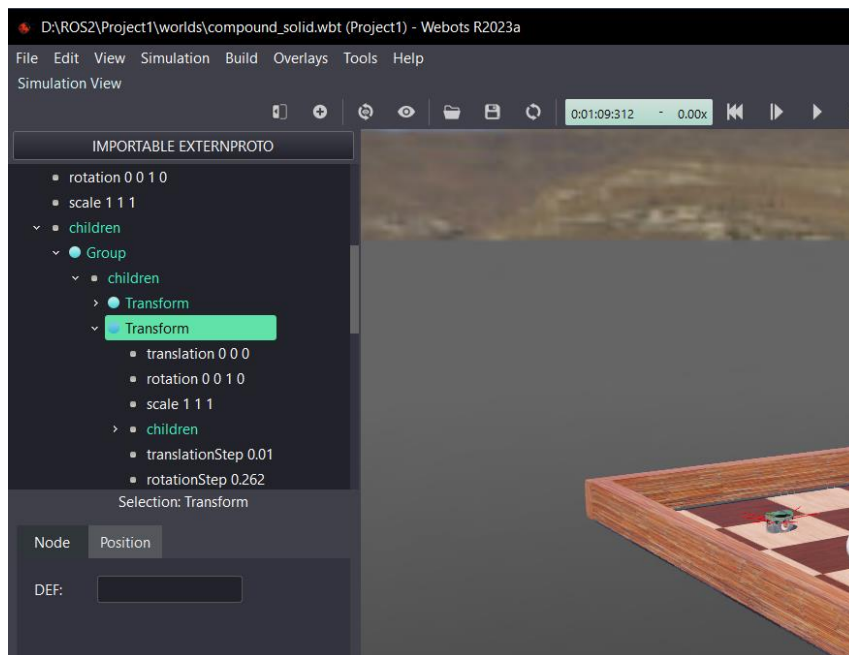 D:\ROS2\Project1\worlds\compound_solid.wbt (Project1) - Webots R2023a
File Edit View Simulation Build Overlays Tools Help
Simulation View
0:01:09:312 - 0.00x
IMPORTABLE EXTERNPROTO
rotation 0 0 1 0
scale 1 1 1
children
Group
children
Transform
Transform
translation 0 0 0
rotation 0 0 1 0
scale 1 1 1
children
translationStep 0.01
rotationStep 0.262
Selection: Transform
Node Position
DEF: